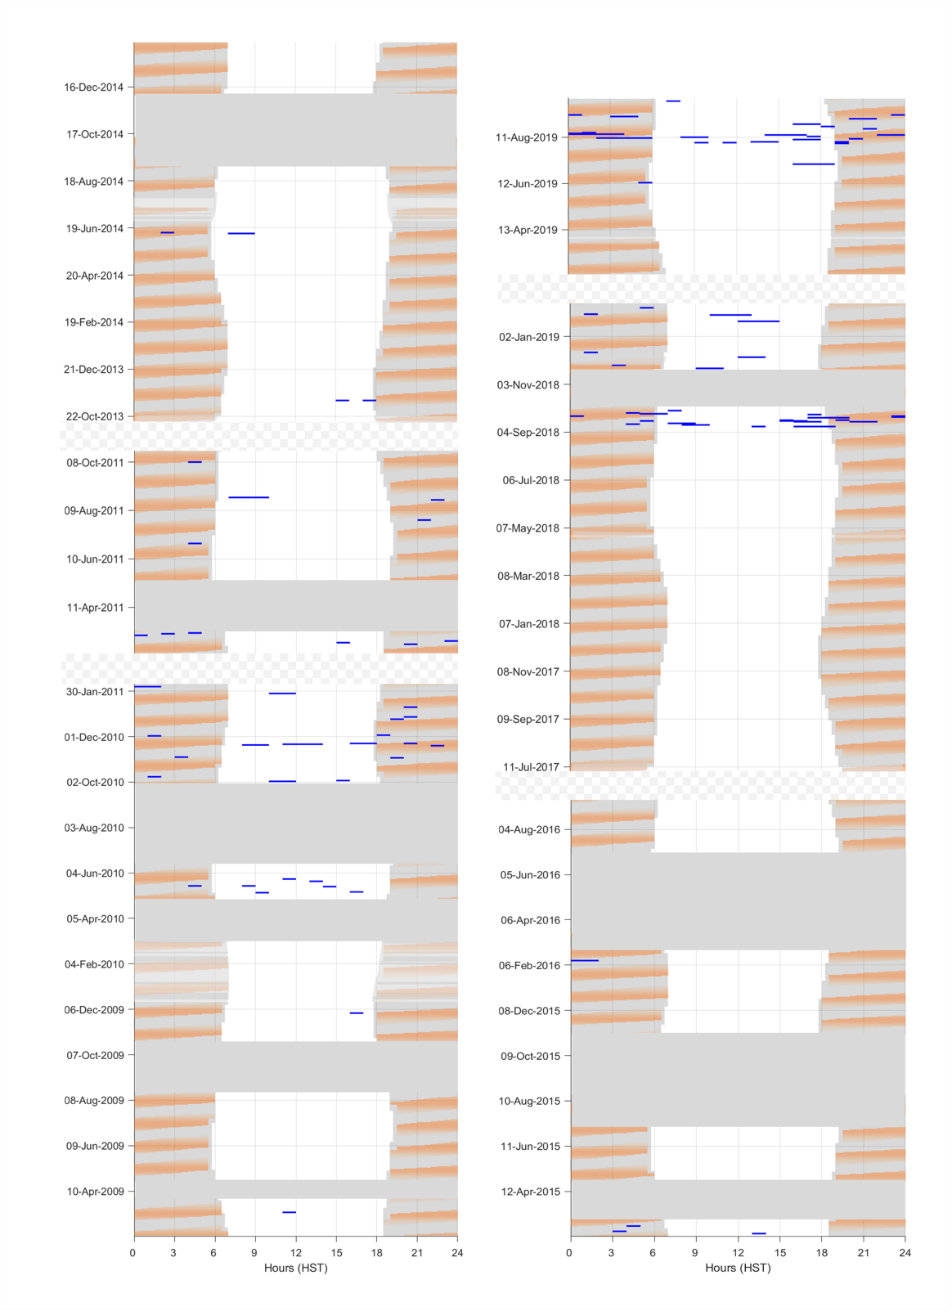 16-Dec-2014
17-Oct-2014
18-Aug-2014
19-Jun-2014
20-Apr-2014
19-Feb-2014
21-Dec-2013
22-Oct-2013
08-Oct-2011
09-Aug-2011
10-Jun-2011
11-Apr-2011
30-Jan-2011
01-Dec-2010
02-Oct-2010
03-Aug-2010
04-Jun-2010
05-Apr-2010
04-Feb-2010
06-Dec-2009
07-Oct-2009
08-Aug-2009
09-Jun-2009
10-Apr-2009
0 3 6 9 12 15 18 21 24
Hours (HST)
11-Aug-2019
12-Jun-2019
13-Apr-2019
02-Jan-2019
03-Nov-2018
04-Sep-2018
06-Jul-2018
07-May-2018
08-Mar-2018
07-Jan-2018
08-Nov-2017
09-Sep-2017
11-Jul-2017
04-Aug-2016
05-Jun-2016
06-Apr-2016
06-Feb-2016
08-Dec-2015
09-Oct-2015
10-Aug-2015
11-Jun-2015
12-Apr-2015
0 3 6 9 12 15 18 21 24
Hours (HST)